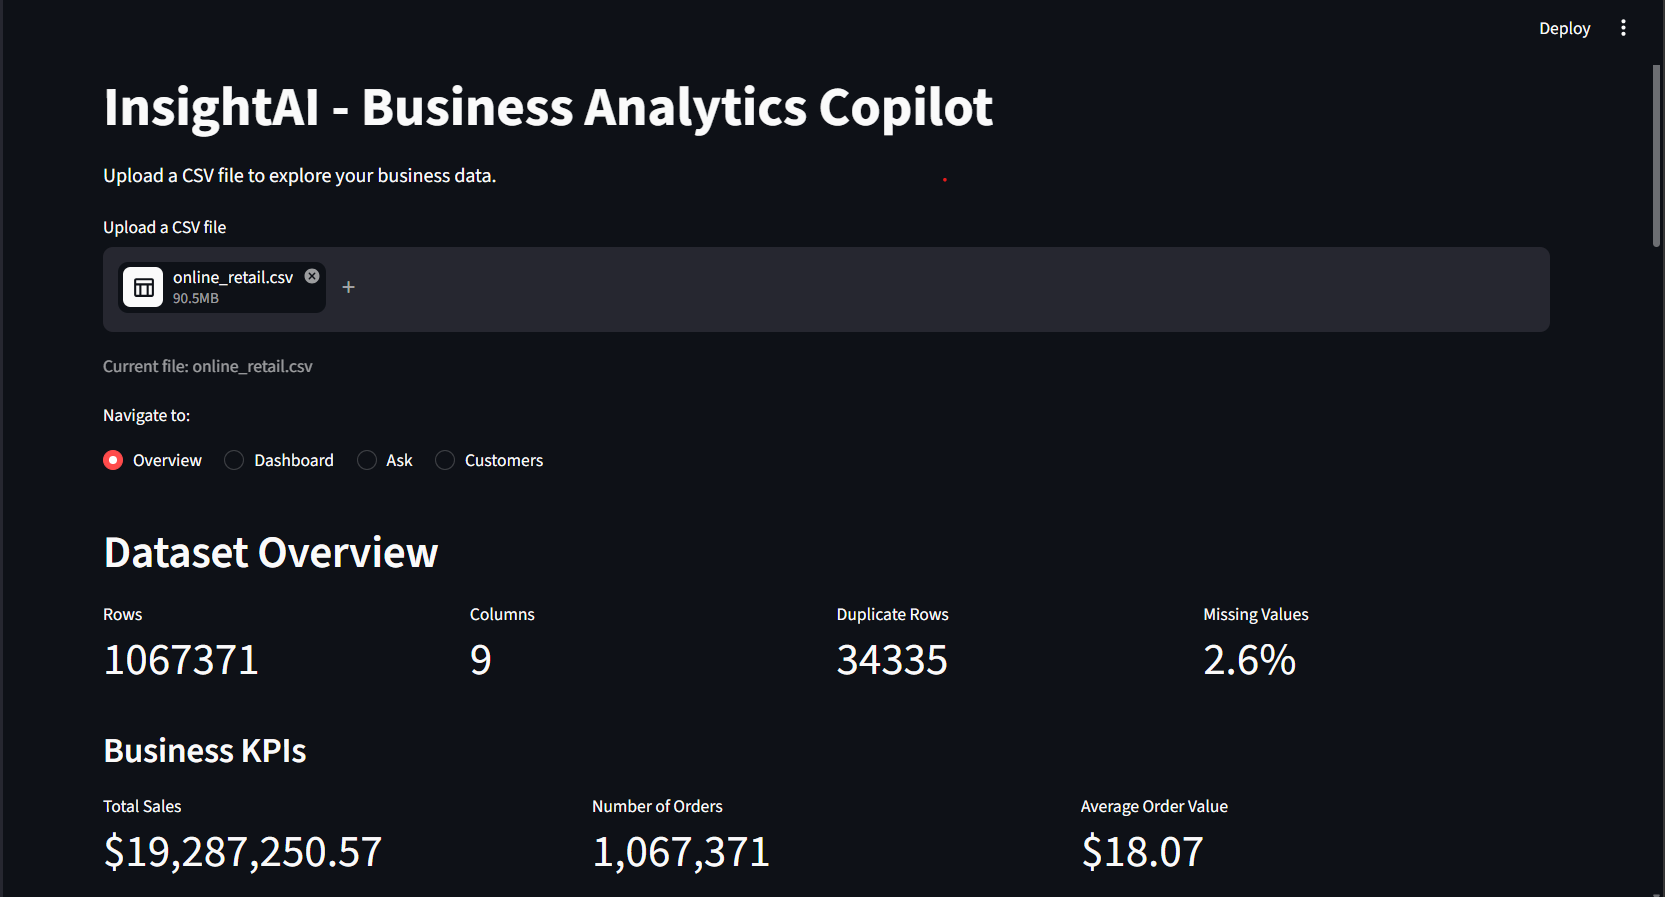 Deploy
InsightAI - Business Analytics Copilot
Upload a CSV file to explore your business data.
Upload a CSV file
online_retail.csv
90.5MB
Current file: online_retail.csv
Navigate to:
Overview Dashboard Ask Customers
Dataset Overview
Rows Columns Duplicate Rows Missing Values
1067371 9 34335 2.6%
Business KPIs
Total Sales Number of Orders Average Order Value
$19,287,250.57 1,067,371 $18.07